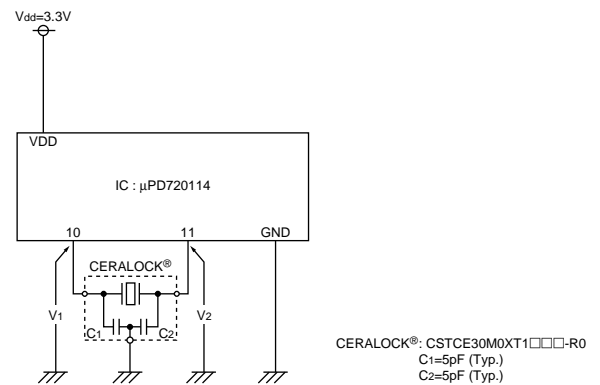 Vdd=3.3V
VDD
IC : µPD720114
10 11 GND
CERALOCK®
V1 C1 C2 V2
CERALOCK®: CSTCE30M0XT1□□□-R0
C1=5pF (Typ.)
C2=5pF (Typ.)